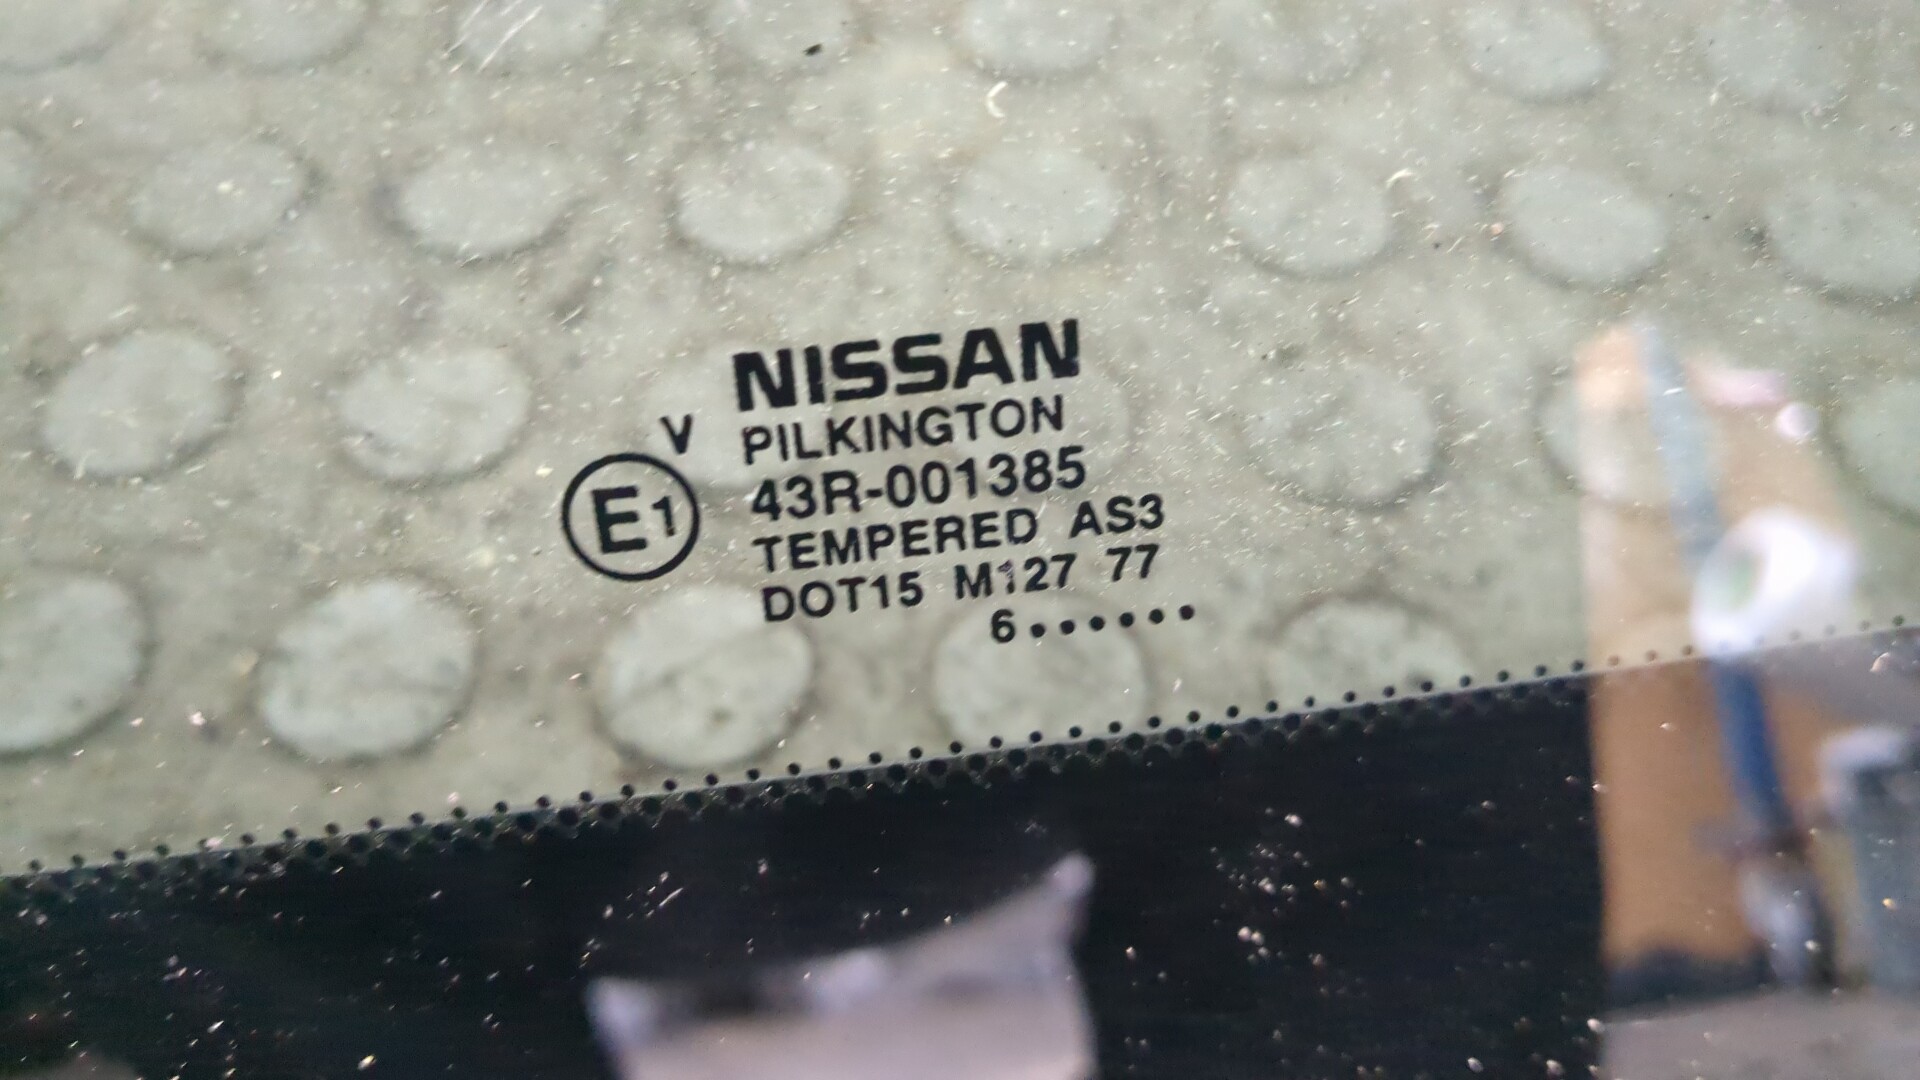 NISSAN
V PILKINGTON
E1 43R-001385
TEMPERED AS3
DOT15 M127 77
6••••••